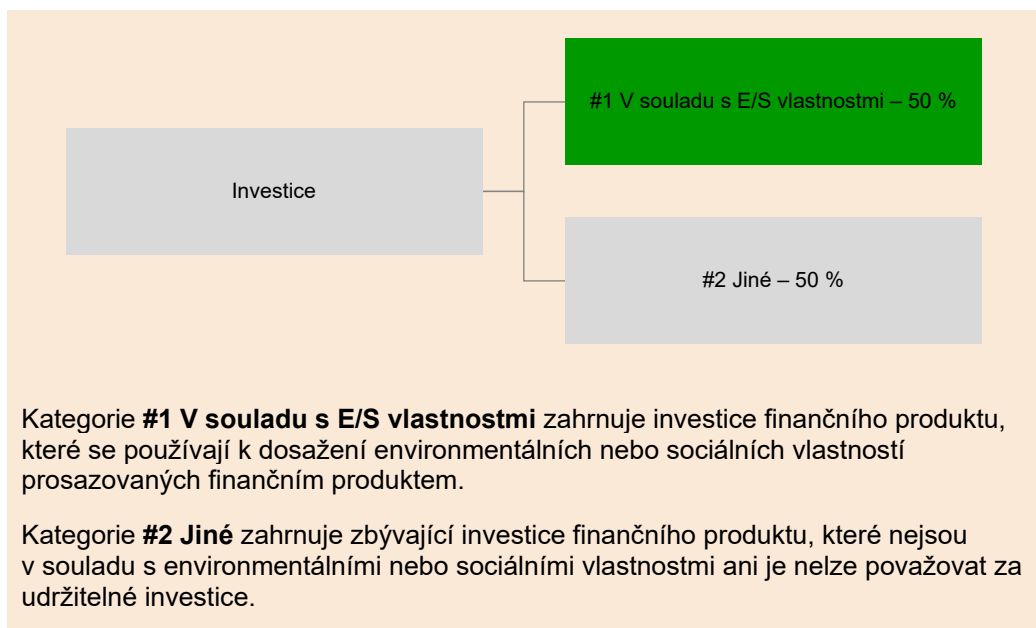 #1 V souladu s E/S vlastnostmi – 50 %
Investice
#2 Jiné – 50 %
Kategorie #1 V souladu s E/S vlastnostmi zahrnuje investice finančního produktu,
které se používají k dosažení environmentálních nebo sociálních vlastností
prosazovaných finančním produktem.
Kategorie #2 Jiné zahrnuje zbývající investice finančního produktu, které nejsou
v souladu s environmentálními nebo sociálními vlastnostmi ani je nelze považovat za
udržitelné investice.